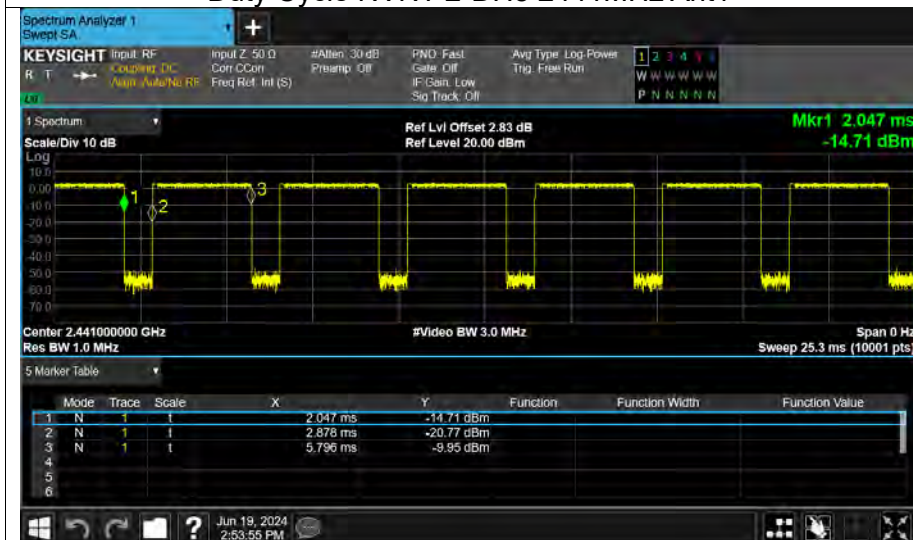 Spectrum Analyzer 1
Swept SA
+
KEYSIGHT Input: RF Input Z: 50 Ω #Atten: 30 dB PNO: Fast Avg Type: Log-Power 1 2 3 4 5 6
R T Coupling: DC Corr CCorr Preamp: Off Gate: Off Trig: Free Run W W W W W W
Align: Auto/No RF Freq Ref: Int (S) IF Gain: Low P N N N N N
Sig Track: Off
1 Spectrum Ref Lvl Offset 2.83 dB Mkr1 2.047 ms
Scale/Div 10 dB Ref Level 20.00 dBm -14.71 dBm
Log
10.0
0.00
-10.0
-20.0
-30.0
-40.0
-50.0
-60.0
-70.0
1
2
3
Center 2.441000000 GHz #Video BW 3.0 MHz Span 0 Hz
Res BW 1.0 MHz Sweep 25.3 ms (10001 pts)
5 Marker Table
Mode Trace Scale X Y Function Function Width Function Value
1 N 1 t 2.047 ms -14.71 dBm
2 N 1 t 2.878 ms -20.77 dBm
3 N 1 t 5.796 ms -9.95 dBm
4
5
6
?
Jun 19, 2024
2:53:55 PM